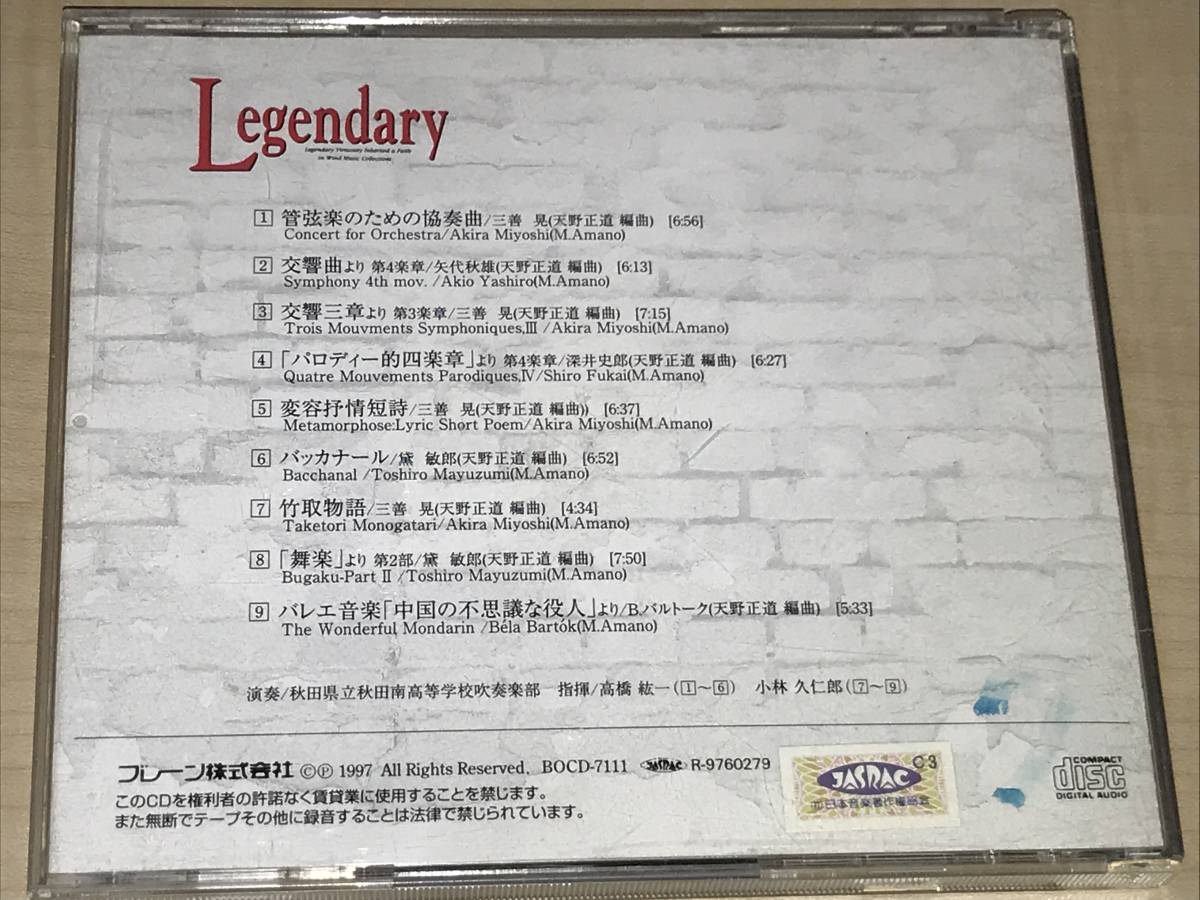 Legendary
Legendary Virtuosity Inherited a Faith
in Wind Music Collections
1 管弦楽のための協奏曲/三善 晃(天野正道 編曲) [6:56]
Concert for Orchestra/Akira Miyoshi(M.Amano)
2 交響曲より 第4楽章/矢代秋雄(天野正道 編曲) [6:13]
Symphony 4th mov. /Akio Yashiro(M.Amano)
3 交響三章より 第3楽章/三善 晃(天野正道 編曲) [7:15]
Trois Mouvments Symphoniques,Ⅲ /Akira Miyoshi(M.Amano)
4 「パロディー的四楽章」より 第4楽章/深井史郎(天野正道 編曲) [6:27]
Quatre Mouvements Parodiques,Ⅳ/Shiro Fukai(M.Amano)
5 変容抒情短詩/三善 晃(天野正道 編曲)) [6:37]
Metamorphose:Lyric Short Poem/Akira Miyoshi(M.Amano)
6 バッカナール/黛 敏郎(天野正道 編曲) [6:52]
Bacchanal /Toshiro Mayuzumi(M.Amano)
7 竹取物語/三善 晃(天野正道 編曲) [4:34]
Taketori Monogatari/Akira Miyoshi(M.Amano)
8 「舞楽」より 第2部/黛 敏郎(天野正道 編曲) [7:50]
Bugaku-Part Ⅱ /Toshiro Mayuzumi(M.Amano)
9 バレエ音楽「中国の不思議な役人」より/B.バルトーク(天野正道 編曲) [5:33]
The Wonderful Mondarin /Béla Bartók(M.Amano)
演奏/秋田県立秋田南高等学校吹奏楽部 指揮/高橋 紘一(1〜6) 小林 久仁郎(7〜9)
ブレーン株式会社 ©℗ 1997 All Rights Reserved. BOCD-7111 JASRAC R-9760279
このCDを権利者の許諾なく賃貸業に使用することを禁じます。
また無断でテープその他に録音することは法律で禁じられています。
C3
JASRAC
日本音楽著作権協会
COMPACT
disc
DIGITAL AUDIO